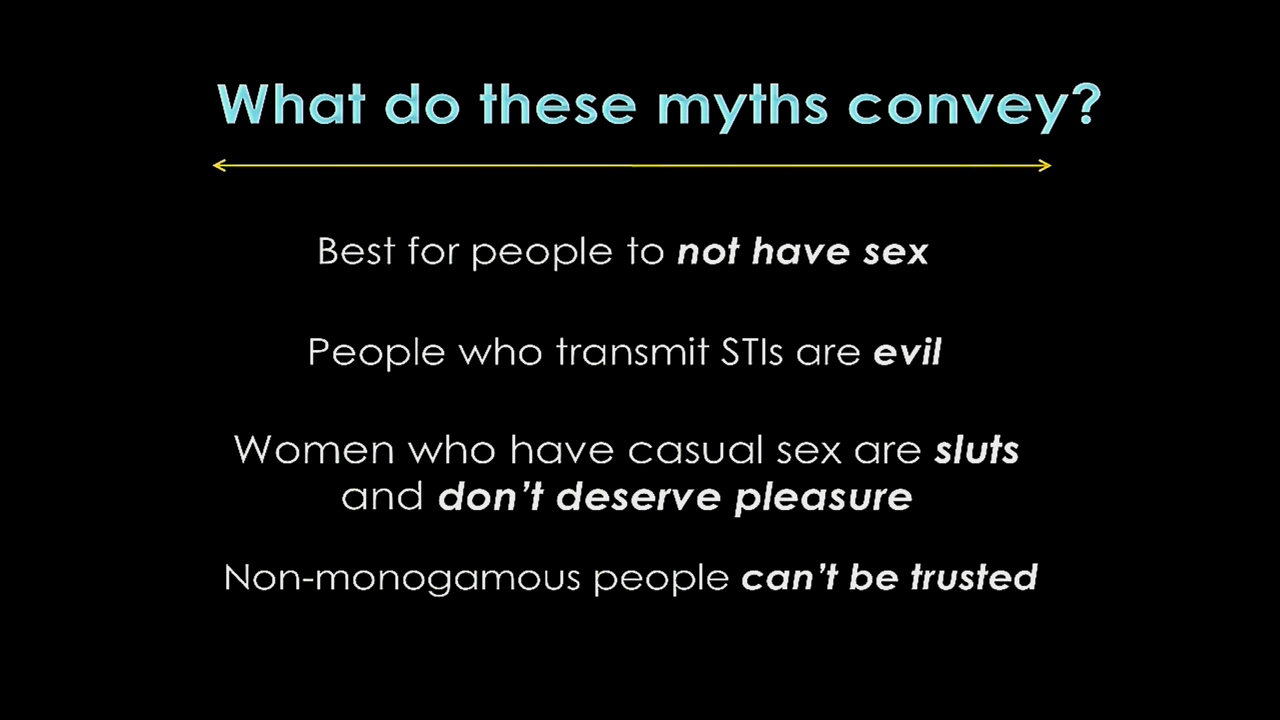 What do these myths convey?
Best for people to not have sex
People who transmit STIs are evil
Women who have casual sex are sluts
and don't deserve pleasure
Non-monogamous people can't be trusted